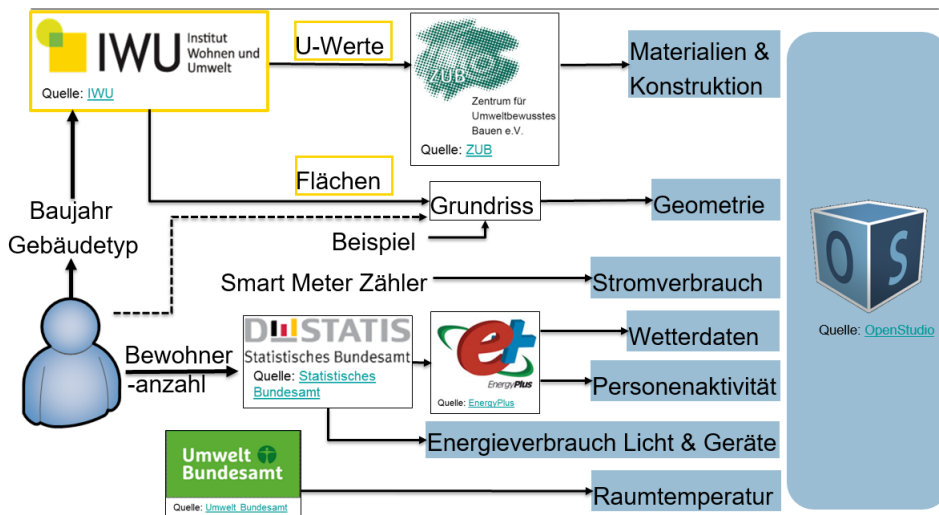 IWU
Institut
Wohnen und
Umwelt
Quelle: IWU
U-Werte
ZUB
Zentrum für
Umweltbewusstes
Bauen e.V.
Quelle: ZUB
Materialien &
Konstruktion
Flächen
Grundriss
Geometrie
Baujahr
Gebäudetyp
Beispiel
Smart Meter Zähler
Stromverbrauch
OS
Quelle: OpenStudio
Bewohner
-anzahl
DSTATIS
Statistisches Bundesamt
Quelle: Statistisches
Bundesamt
e+
EnergyPlus
Quelle: EnergyPlus
Wetterdaten
Personenaktivität
Energieverbrauch Licht & Geräte
Umwelt
Bundesamt
Quelle: Umwelt Bundesamt
Raumtemperatur